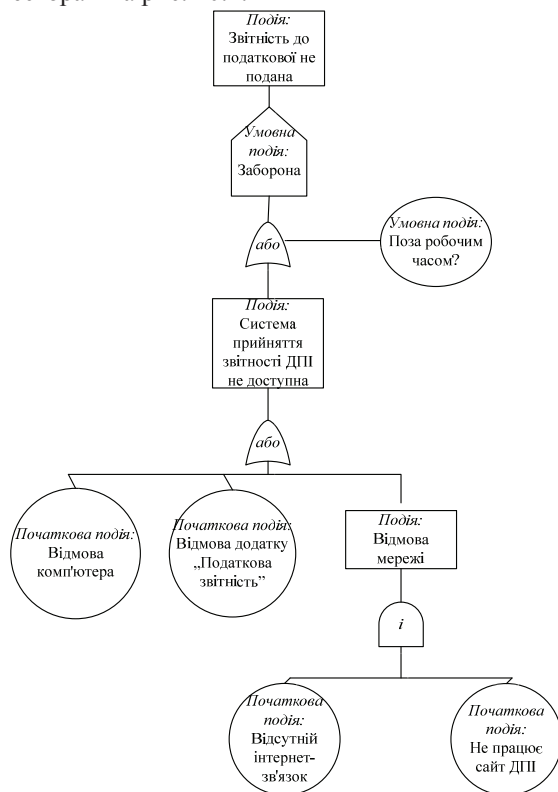 Подія:
Звітність до
податкової не
подана
Умовна
подія:
Заборона
або
Умовна подія:
Поза робочим
часом?
Подія:
Система
прийняття
звітності ДПІ
не доступна
або
Початкова подія:
Відмова
комп'ютера
Початкова подія:
Відмова додатку
„Податкова
звітність”
Подія:
Відмова
мережі
і
Початкова
подія:
Відсутній
інтернет-
зв'язок
Початкова
подія:
Не працює
сайт ДПІ